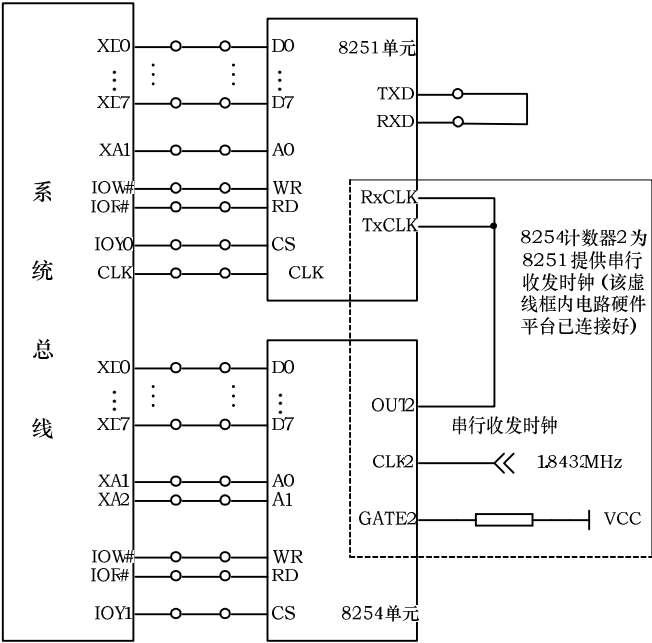 系
统
总
线
XD0
⋮
XD7
XA1
IOW#
IOR#
IOY0
CLK
XD0
⋮
XD7
XA1
XA2
IOW#
IOR#
IOY1
8251单元
D0
⋮
D7
A0
WR
RD
CS
CLK
TXD
RXD
RxCLK
TxCLK
8254计数器2为
8251提供串行
收发时钟(该虚
线框内电路硬件
平台已连接好)
D0
⋮
D7
A0
A1
WR
RD
CS
OUT2
串行收发时钟
CLK2
1.8432MHz
GATE2
VCC
8254单元